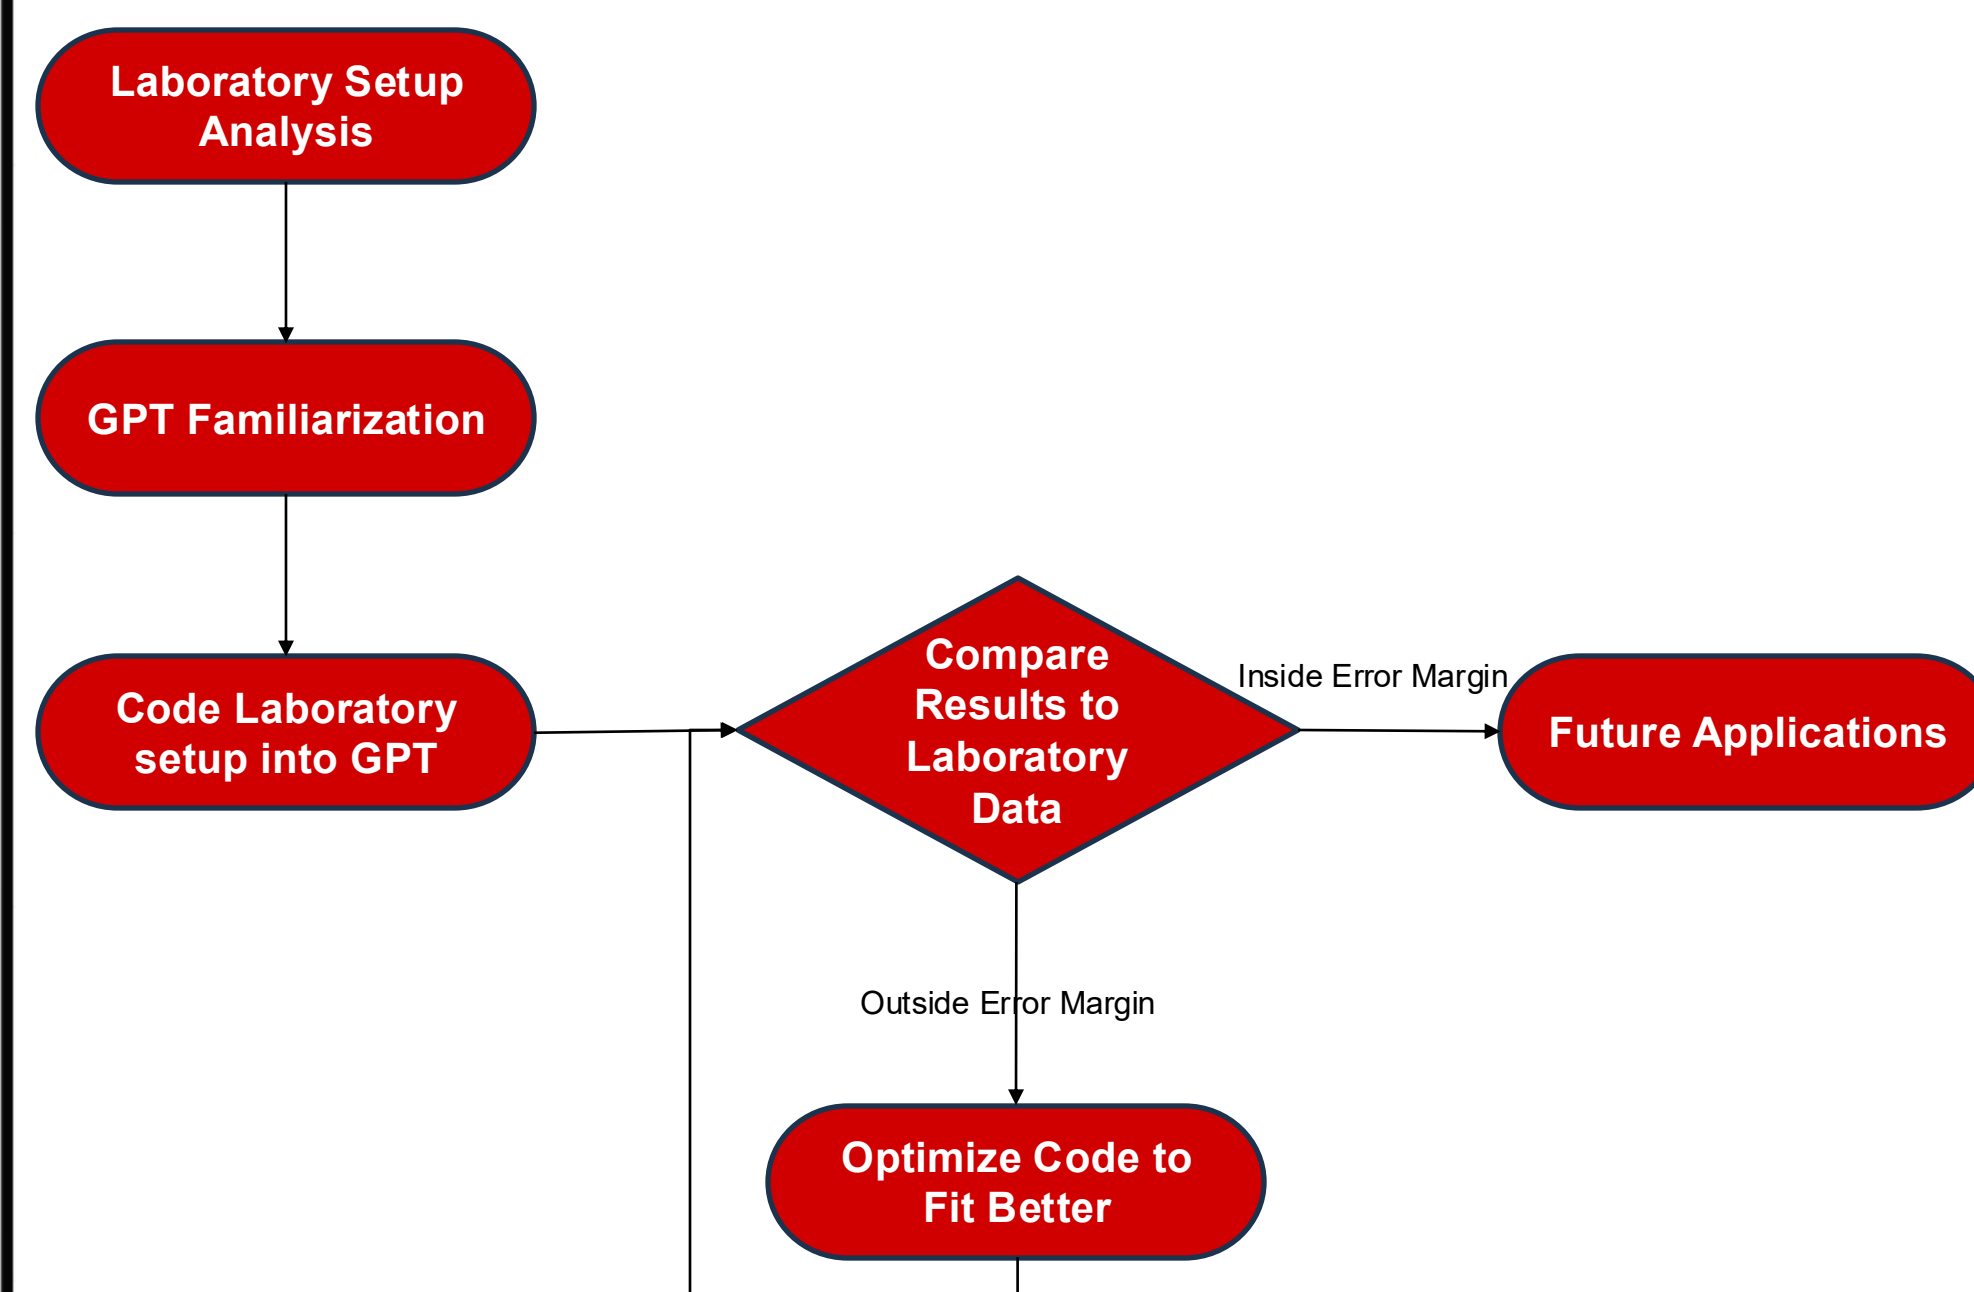 Laboratory Setup
Analysis
GPT Familiarization
Code Laboratory
setup into GPT
Compare
Results to
Laboratory
Data
Inside Error Margin
Future Applications
Outside Error Margin
Optimize Code to
Fit Better